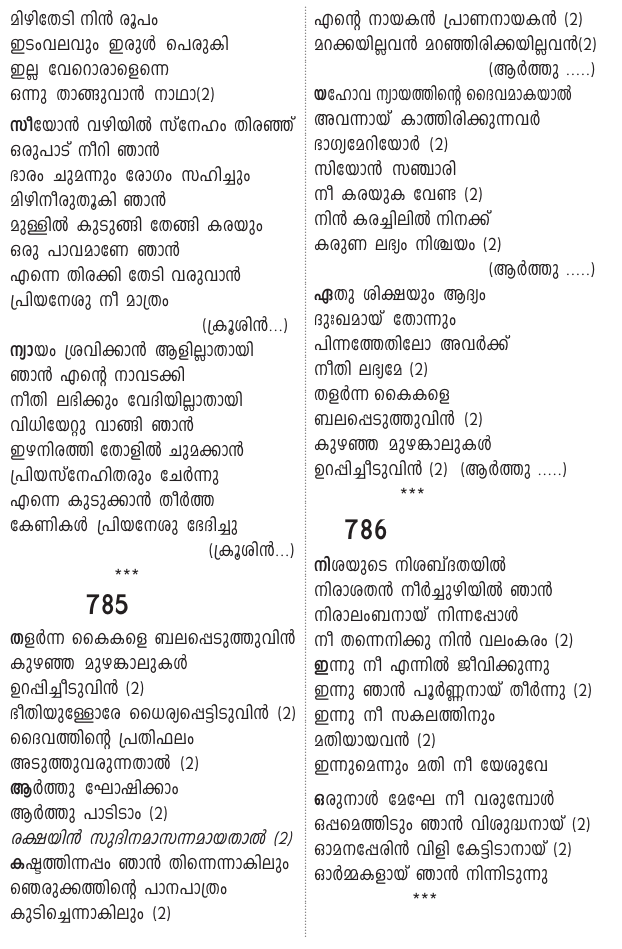 മിഴിതേടി നിൻ രൂപം
ഇടംവലവും ഇരുൾ പെരുകി
ഇല്ല വേറൊരാളെന്നെ
ഒന്നു താങ്ങുവാൻ നാഥാ(2)
സീയോൻ വഴിയിൽ സ്നേഹം തിരഞ്ഞ്
ഒരുപാട് നീറി ഞാൻ
ഭാരം ചുമന്നും രോഗം സഹിച്ചും
മിഴിനീരുതൂകി ഞാൻ
മുള്ളിൽ കുടുങ്ങി തേങ്ങി കരയും
ഒരു പാവമാണേ ഞാൻ
എന്നെ തിരക്കി തേടി വരുവാൻ
പ്രിയനേശു നീ മാത്രം
(ക്രൂശിൻ...)
ന്യായം ശ്രവിക്കാൻ ആളില്ലാതായി
ഞാൻ എന്റെ നാവടക്കി
നീതി ലഭിക്കും വേദിയില്ലാതായി
വിധിയേറ്റു വാങ്ങി ഞാൻ
ഇഴനിരത്തി തോളിൽ ചുമക്കാൻ
പ്രിയസ്നേഹിതരും ചേർന്നു
എന്നെ കുടുക്കാൻ തീർത്ത
കേണികൾ പ്രിയനേശു ഭേദിച്ചു
(ക്രൂശിൻ...)
***
785
തളർന്ന കൈകളെ ബലപ്പെടുത്തുവിൻ
കുഴഞ്ഞ മുഴങ്കാലുകൾ
ഉറപ്പിച്ചീടുവിൻ (2)
ഭീതിയുള്ളോരേ ധൈര്യപ്പെട്ടിടുവിൻ (2)
ദൈവത്തിന്റെ പ്രതിഫലം
അടുത്തുവരുന്നതാൽ (2)
ആർത്തു ഘോഷിക്കാം
ആർത്തു പാടിടാം (2)
രക്ഷയിൻ സുദിനമാസന്നമായതാൽ (2)
കഷ്ടത്തിന്നപ്പം ഞാൻ തിന്നെന്നാകിലും
ഞെരുക്കത്തിന്റെ പാനപാത്രം
കുടിച്ചെന്നാകിലും (2)
എന്റെ നായകൻ പ്രാണനായകൻ (2)
മറക്കയില്ലവൻ മറഞ്ഞിരിക്കയില്ലവൻ(2)
(ആർത്തു .....)
യഹോവ ന്യായത്തിന്റെ ദൈവമാകയാൽ
അവന്നായ് കാത്തിരിക്കുന്നവർ
ഭാഗ്യമേറിയോർ (2)
സിയോൻ സഞ്ചാരി
നീ കരയുക വേണ്ട (2)
നിൻ കരച്ചിലിൽ നിനക്ക്
കരുണ ലഭ്യം നിശ്ചയം (2)
(ആർത്തു .....)
ഏതു ശിക്ഷയും ആദ്യം
ദുഃഖമായ് തോന്നും
പിന്നത്തേതിലോ അവർക്ക്
നീതി ലഭ്യമേ (2)
തളർന്ന കൈകളെ
ബലപ്പെടുത്തുവിൻ (2)
കുഴഞ്ഞ മുഴങ്കാലുകൾ
ഉറപ്പിച്ചീടുവിൻ (2) (ആർത്തു .....)
***
786
നിശയുടെ നിശബ്ദതയിൽ
നിരാശതൻ നീർച്ചുഴിയിൽ ഞാൻ
നിരാലംബനായ് നിന്നപ്പോൾ
നീ തന്നെനിക്കു നിൻ വലംകരം (2)
ഇന്നു നീ എന്നിൽ ജീവിക്കുന്നു
ഇന്നു ഞാൻ പൂർണ്ണനായ് തീർന്നു (2)
ഇന്നു നീ സകലത്തിനും
മതിയായവൻ (2)
ഇന്നുമെന്നും മതി നീ യേശുവേ
ഒരുനാൾ മേഘേ നീ വരുമ്പോൾ
ഒപ്പമെത്തിടും ഞാൻ വിശുദ്ധനായ് (2)
ഓമനപ്പേരിൻ വിളി കേട്ടിടാനായ് (2)
ഓർമ്മകളായ് ഞാൻ നിന്നിടുന്നു
***